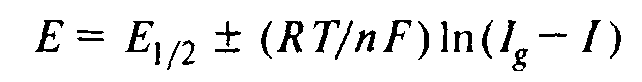 E = E_{1/2} ± (RT/nF) ln(I_g − I)